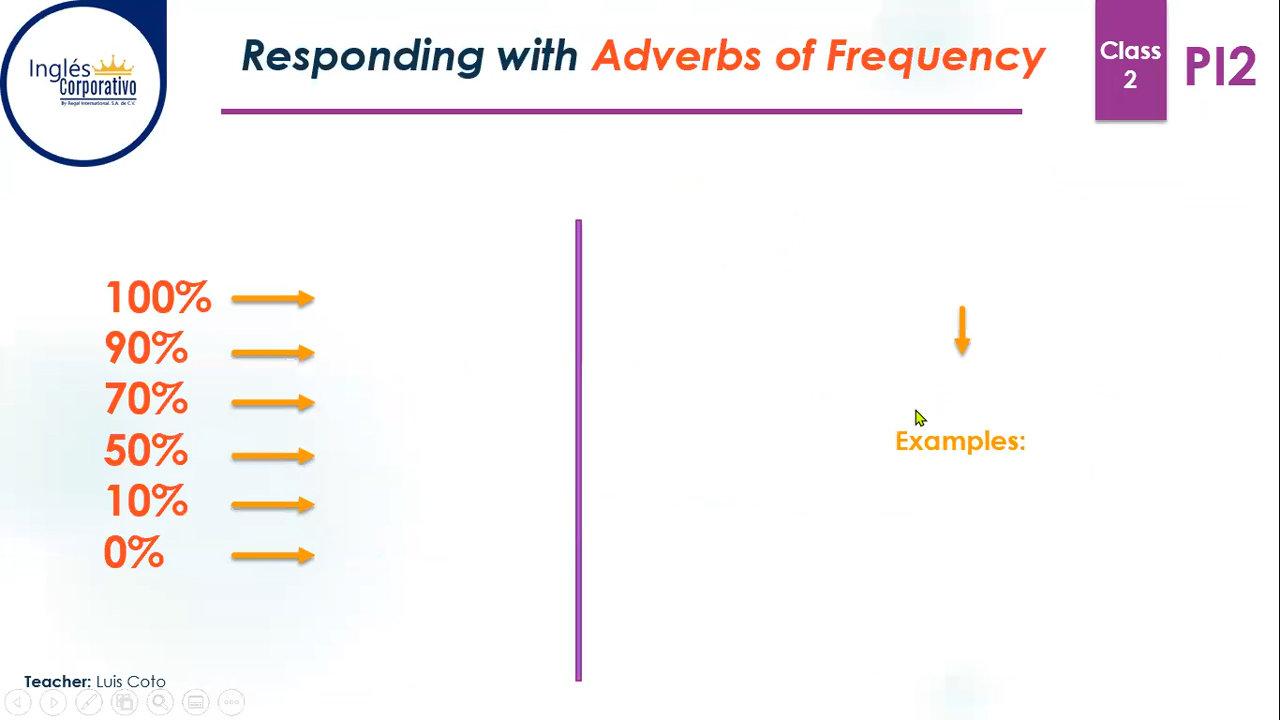 Inglés
Corporativo
By Regal International, S.A. de C.V.
Responding with Adverbs of Frequency
Class
2
PI2
100%
90%
70%
50%
10%
0%
Examples:
Teacher: Luis Coto